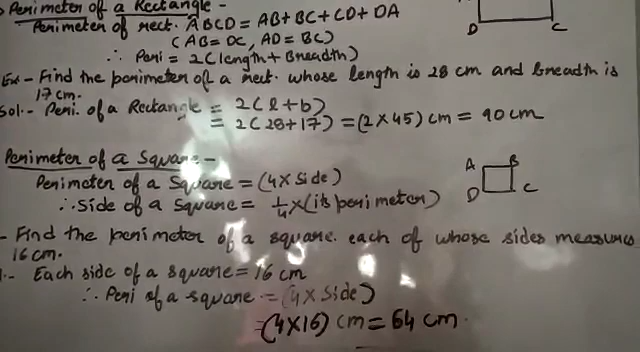 Perimeter of a Rectangle -
Perimeter of rect. ABCD = AB + BC + CD + DA
(AB = DC, AD = BC)
∴ Peri = 2(length + Breadth)
D C
Ex - Find the perimeter of a rect. whose length is 28 cm and breadth is
17 cm.
Sol.- Peri. of a Rectangle = 2(l+b)
= 2(28+17) = (2×45) cm = 90 cm
Perimeter of a Square -
A B
D C
Perimeter of a Square = (4 × Side)
∴ Side of a Square = 1/4 × (its perimeter)
- Find the perimeter of a square. each of whose sides measures
16 cm.
- Each side of a square = 16 cm
∴ Peri of a square = (4 × Side)
= (4×16) cm = 64 cm.